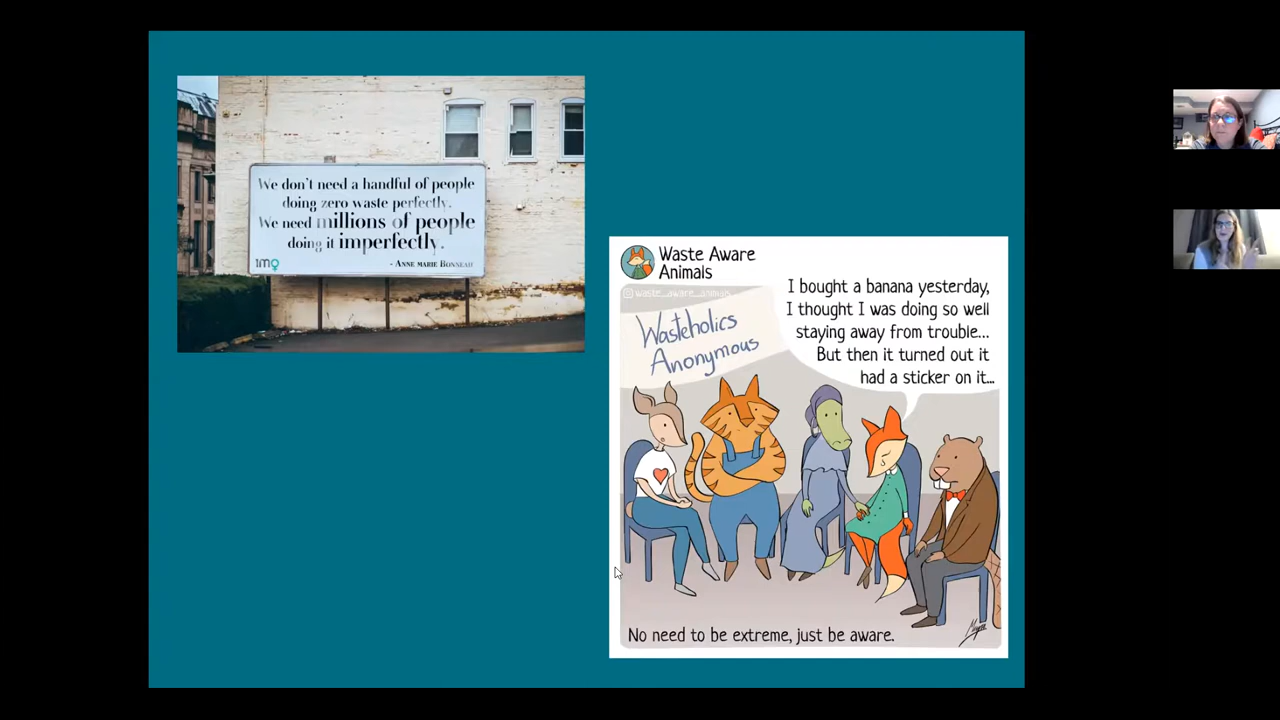 We don't need a handful of people
doing zero waste perfectly.
We need millions of people
doing it imperfectly.
1mo
- Anne marie Bonneau
Waste Aware
Animals
waste_aware_animals
Wasteholics
Anonymous
I bought a banana yesterday,
I thought I was doing so well
staying away from trouble...
But then it turned out it
had a sticker on it...
No need to be extreme, just be aware.